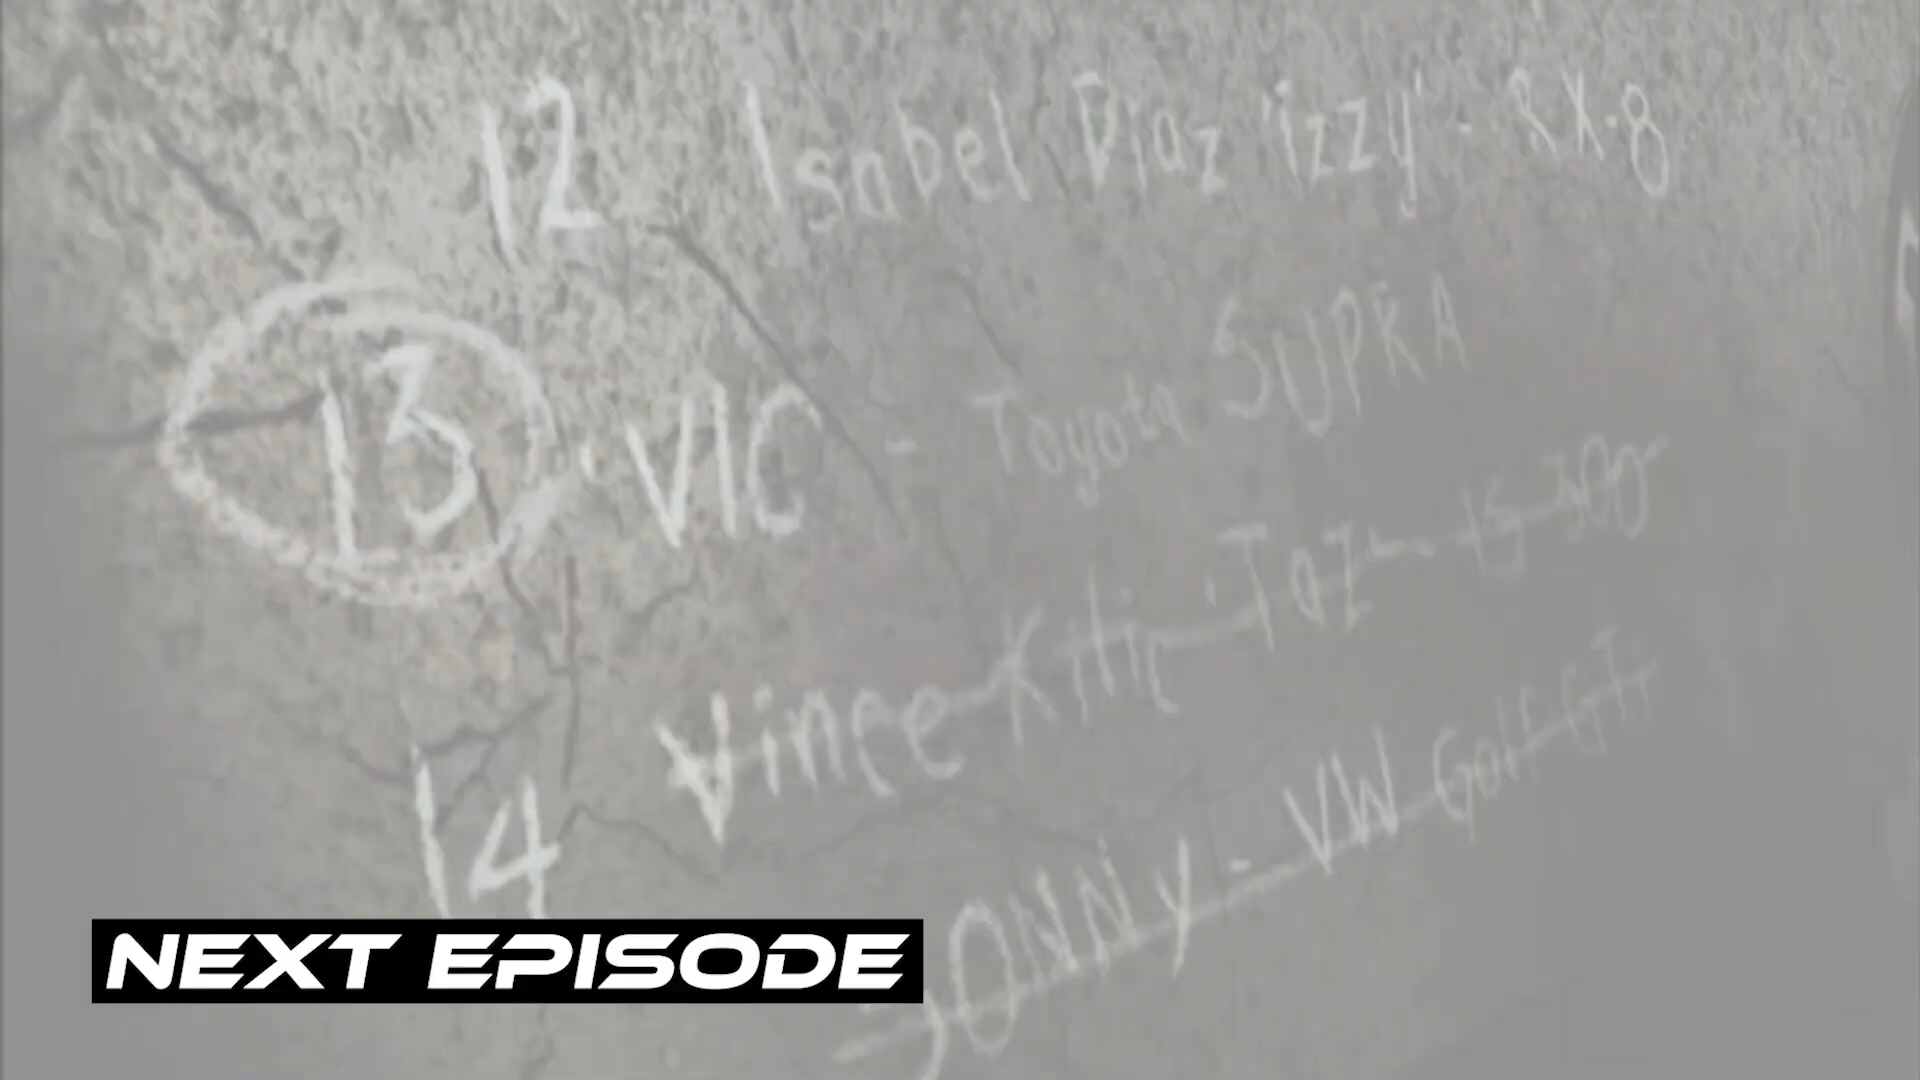 12 Isabel Diaz 'izzy' - RX-8
13 'VIC - Toyota SUPRA
14 Vince Kilic 'Taz' - IS 300
SONNY - VW Golf GTi
NEXT EPISODE